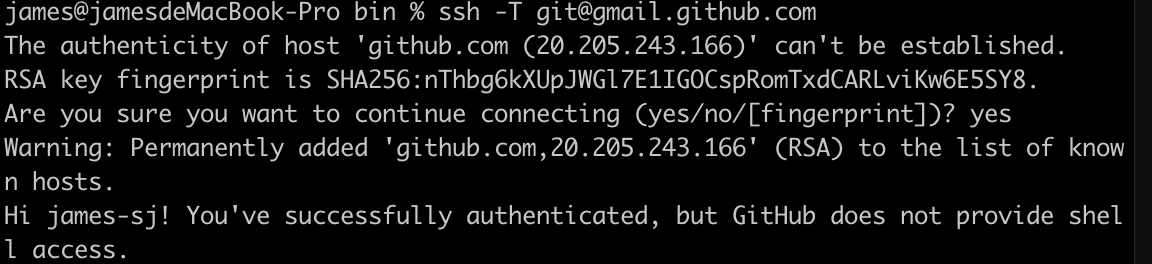 james@jamesdeMacBook-Pro bin % ssh -T git@gmail.github.com
The authenticity of host 'github.com (20.205.243.166)' can't be established.
RSA key fingerprint is SHA256:nThbg6kXUpJWGl7E1IGOCspRomTxdCARLviKw6E5SY8.
Are you sure you want to continue connecting (yes/no/[fingerprint])? yes
Warning: Permanently added 'github.com,20.205.243.166' (RSA) to the list of know
n hosts.
Hi james-sj! You've successfully authenticated, but GitHub does not provide shel
l access.